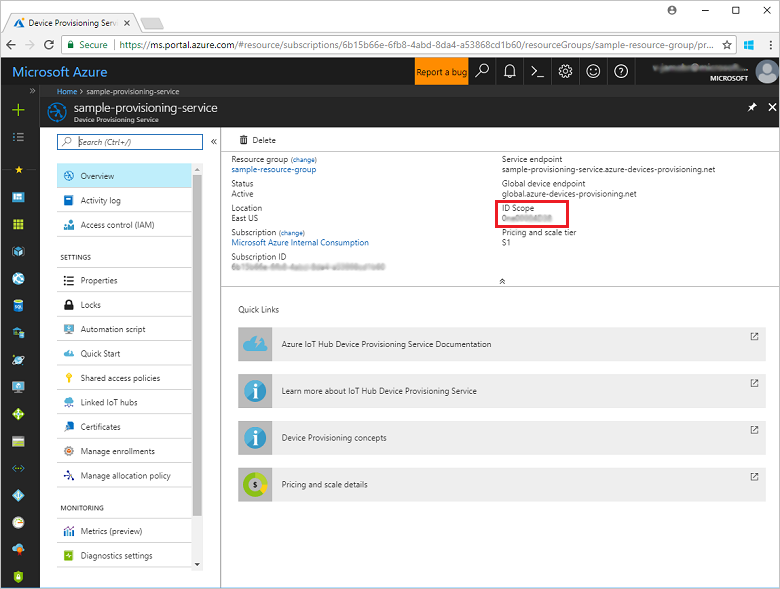 Device Provisioning Serv
Secure
https://ms.portal.azure.com/#resource/subscriptions/6b15b66e-6fb8-4abd-8da4-a53868cd1b60/resourceGroups/sample-resource-group/pr...
Microsoft Azure
Report a bug
MICROSOFT
Home > sample-provisioning-service
sample-provisioning-service
Device Provisioning Service
Search (Ctrl+/)
Overview
Activity log
Access control (IAM)
SETTINGS
Properties
Locks
Automation script
Quick Start
Shared access policies
Linked IoT hubs
Certificates
Manage enrollments
Manage allocation policy
MONITORING
Metrics (preview)
Diagnostics settings
Delete
Resource group (change)
sample-resource-group
Status
Active
Location
East US
Subscription (change)
Microsoft Azure Internal Consumption
Subscription ID
Service endpoint
sample-provisioning-service.azure-devices-provisioning.net
Global device endpoint
global.azure-devices-provisioning.net
ID Scope
Pricing and scale tier
S1
Quick Links
Azure IoT Hub Device Provisioning Service Documentation
Learn more about IoT Hub Device Provisioning Service
Device Provisioning concepts
Pricing and scale details